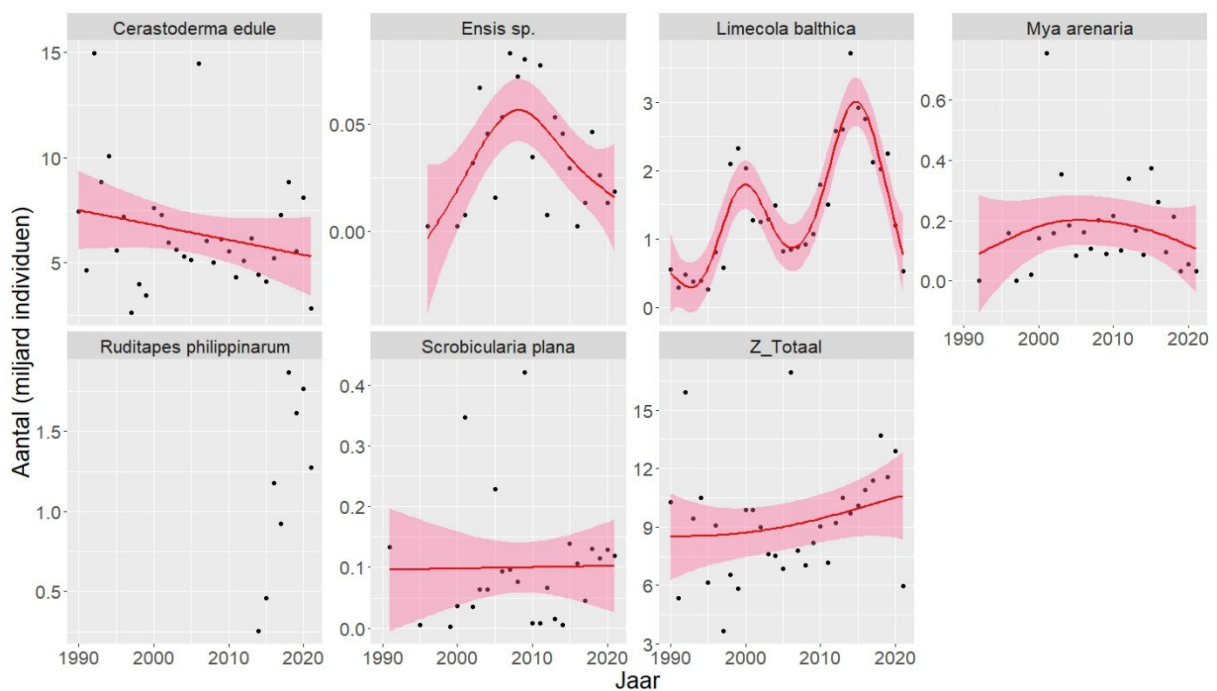 Cerastoderma edule
Ensis sp.
Limecola balthica
Mya arenaria
15
10
5
0.05
0.00
3
2
1
0
0.6
0.4
0.2
0.0
1990 2000 2010 2020
Aantal (miljard individuen)
Ruditapes philippinarum
Scrobicularia plana
Z_Totaal
1.5
1.0
0.5
0.4
0.3
0.2
0.1
0.0
15
12
9
6
3
1990 2000 2010 2020
1990 2000 2010 2020
1990 2000 2010 2020
Jaar